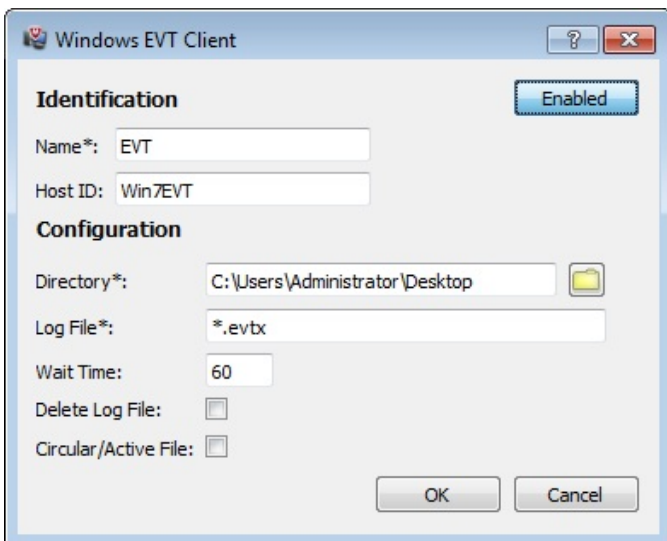 Windows EVT Client
Identification
Enabled
Name*: EVT
Host ID: Win7EVT
Configuration
Directory*: C:\Users\Administrator\Desktop
Log File*: *.evtx
Wait Time: 60
Delete Log File:
Circular/Active File:
OK Cancel